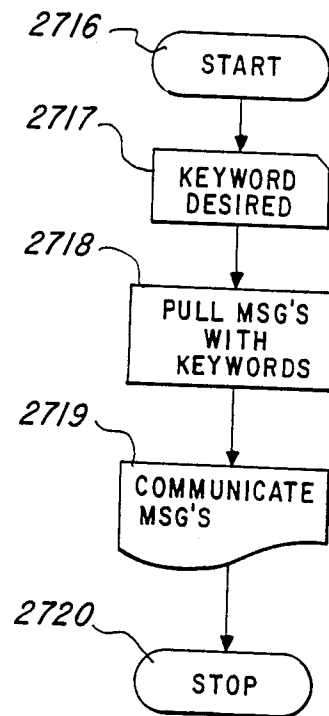 2716
START
2717
KEYWORD
DESIRED
2718
PULL MSG'S
WITH
KEYWORDS
2719
COMMUNICATE
MSG'S
2720
STOP